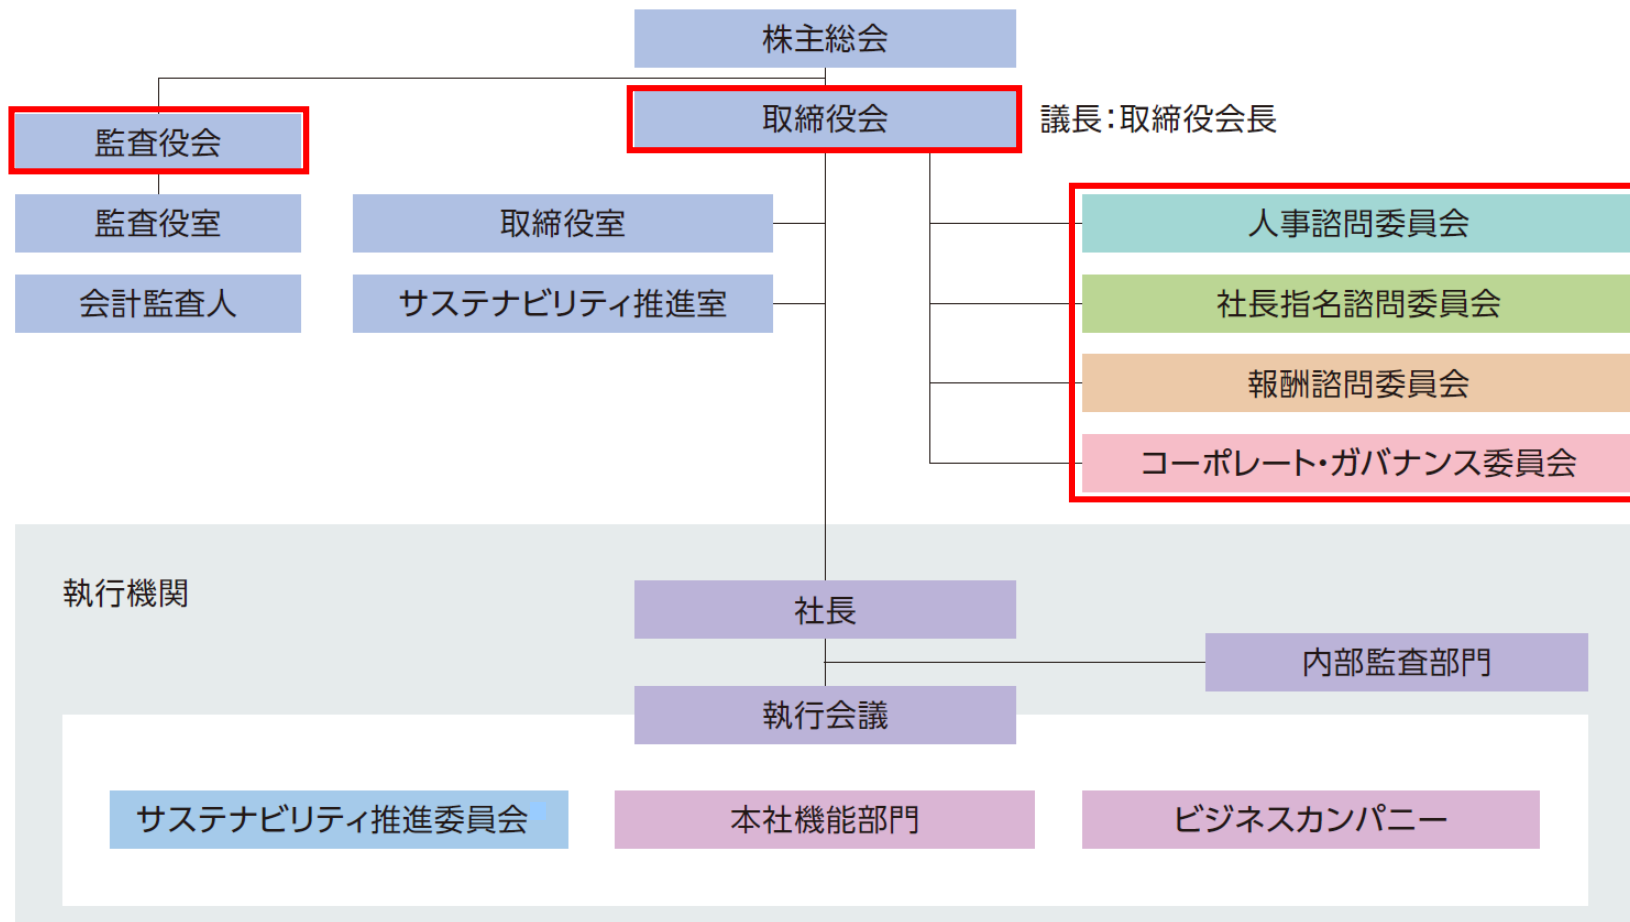 株主総会
取締役会
議長：取締役会長
監査役会
監査役室
取締役室
人事諮問委員会
会計監査人
サステナビリティ推進室
社長指名諮問委員会
報酬諮問委員会
コーポレート・ガバナンス委員会
執行機関
社長
内部監査部門
執行会議
サステナビリティ推進委員会
本社機能部門
ビジネスカンパニー